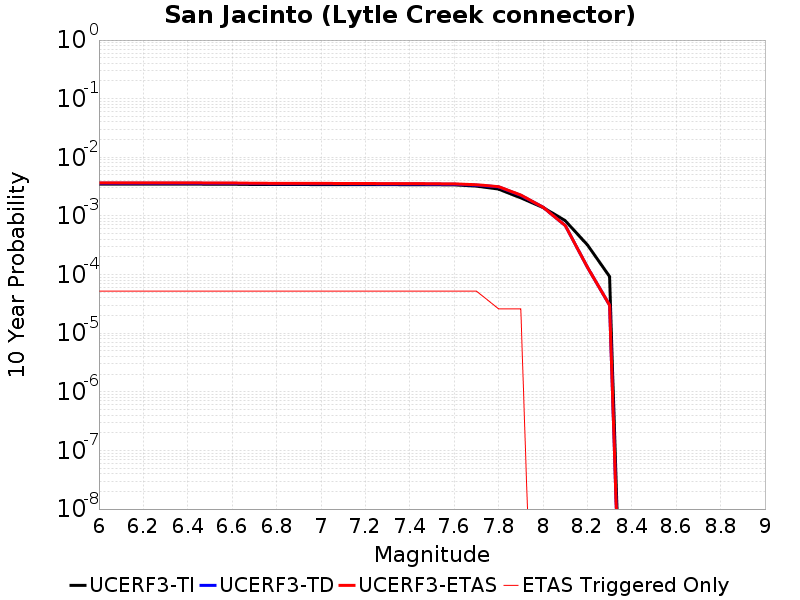 San Jacinto (Lytle Creek connector)
10^0
10^-1
10^-2
10^-3
10^-4
10^-5
10^-6
10^-7
10^-8
10 Year Probability
6 6.2 6.4 6.6 6.8 7 7.2 7.4 7.6 7.8 8 8.2 8.4 8.6 8.8 9
Magnitude
UCERF3-TI UCERF3-TD UCERF3-ETAS ETAS Triggered Only